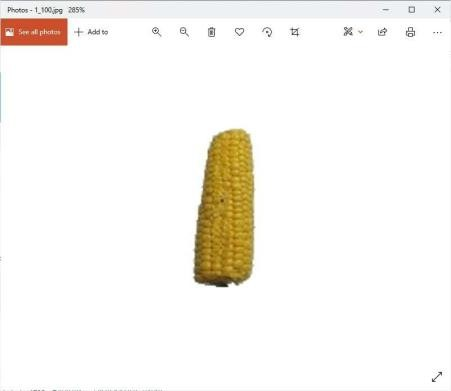 Photos - 1_100.jpg 285%
See all photos
Add to